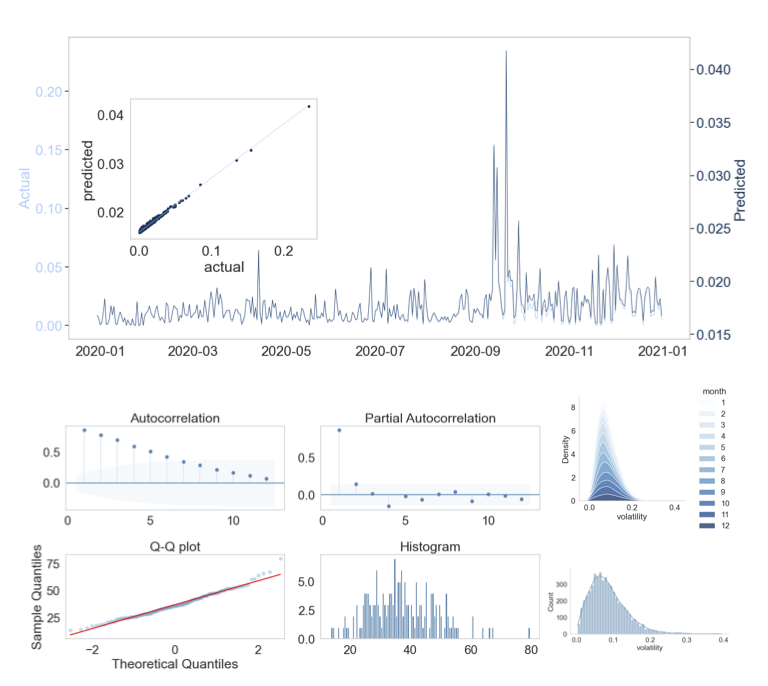 0.20
0.15
0.10
0.05
0.00
Actual
0.040
0.035
0.030
0.025
0.020
0.015
Predicted
0.04
0.03
0.02
predicted
0.0 0.1 0.2
actual
2020-01 2020-03 2020-05 2020-07 2020-09 2020-11 2021-01
Autocorrelation
0.5
0.0
0 5 10
Partial Autocorrelation
0.5
0.0
0 5 10
8
6
4
2
0
Density
0.0 0.2 0.4
volatility
month
1
2
3
4
5
6
7
8
9
10
11
12
Q-Q plot
75
50
25
Sample Quantiles
−2 0 2
Theoretical Quantiles
Histogram
5.0
2.5
0.0
20 40 60 80
300
200
100
0
Count
0.0 0.1 0.2 0.3 0.4
volatility